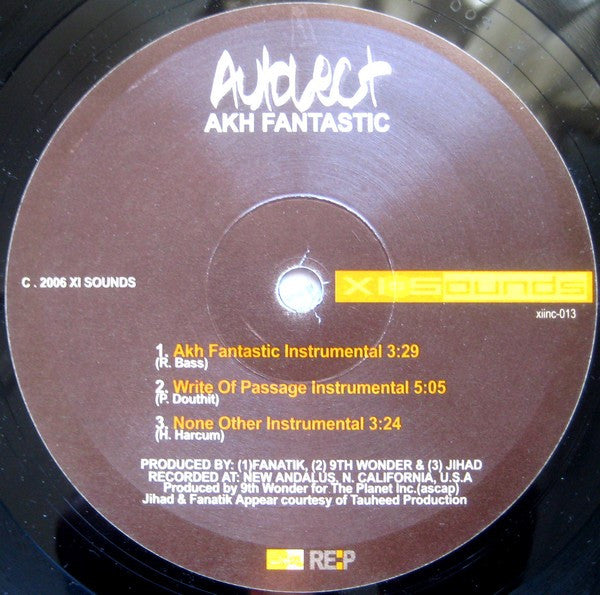 Autolect
AKH FANTASTIC
C . 2006 XI SOUNDS
XI-Sounds
xiinc-013
1. Akh Fantastic Instrumental 3:29
(R. Bass)
2. Write Of Passage Instrumental 5:05
(P. Douthit)
3. None Other Instrumental 3:24
(H. Harcum)
PRODUCED BY: (1)FANATIK, (2) 9TH WONDER & (3) JIHAD
RECORDED AT: NEW ANDALUS, N. CALIFORNIA, U.S.A
Produced by 9th Wonder for The Planet Inc.(ascap)
Jihad & Fanatik Appear courtesy of Tauheed Production
RE:P